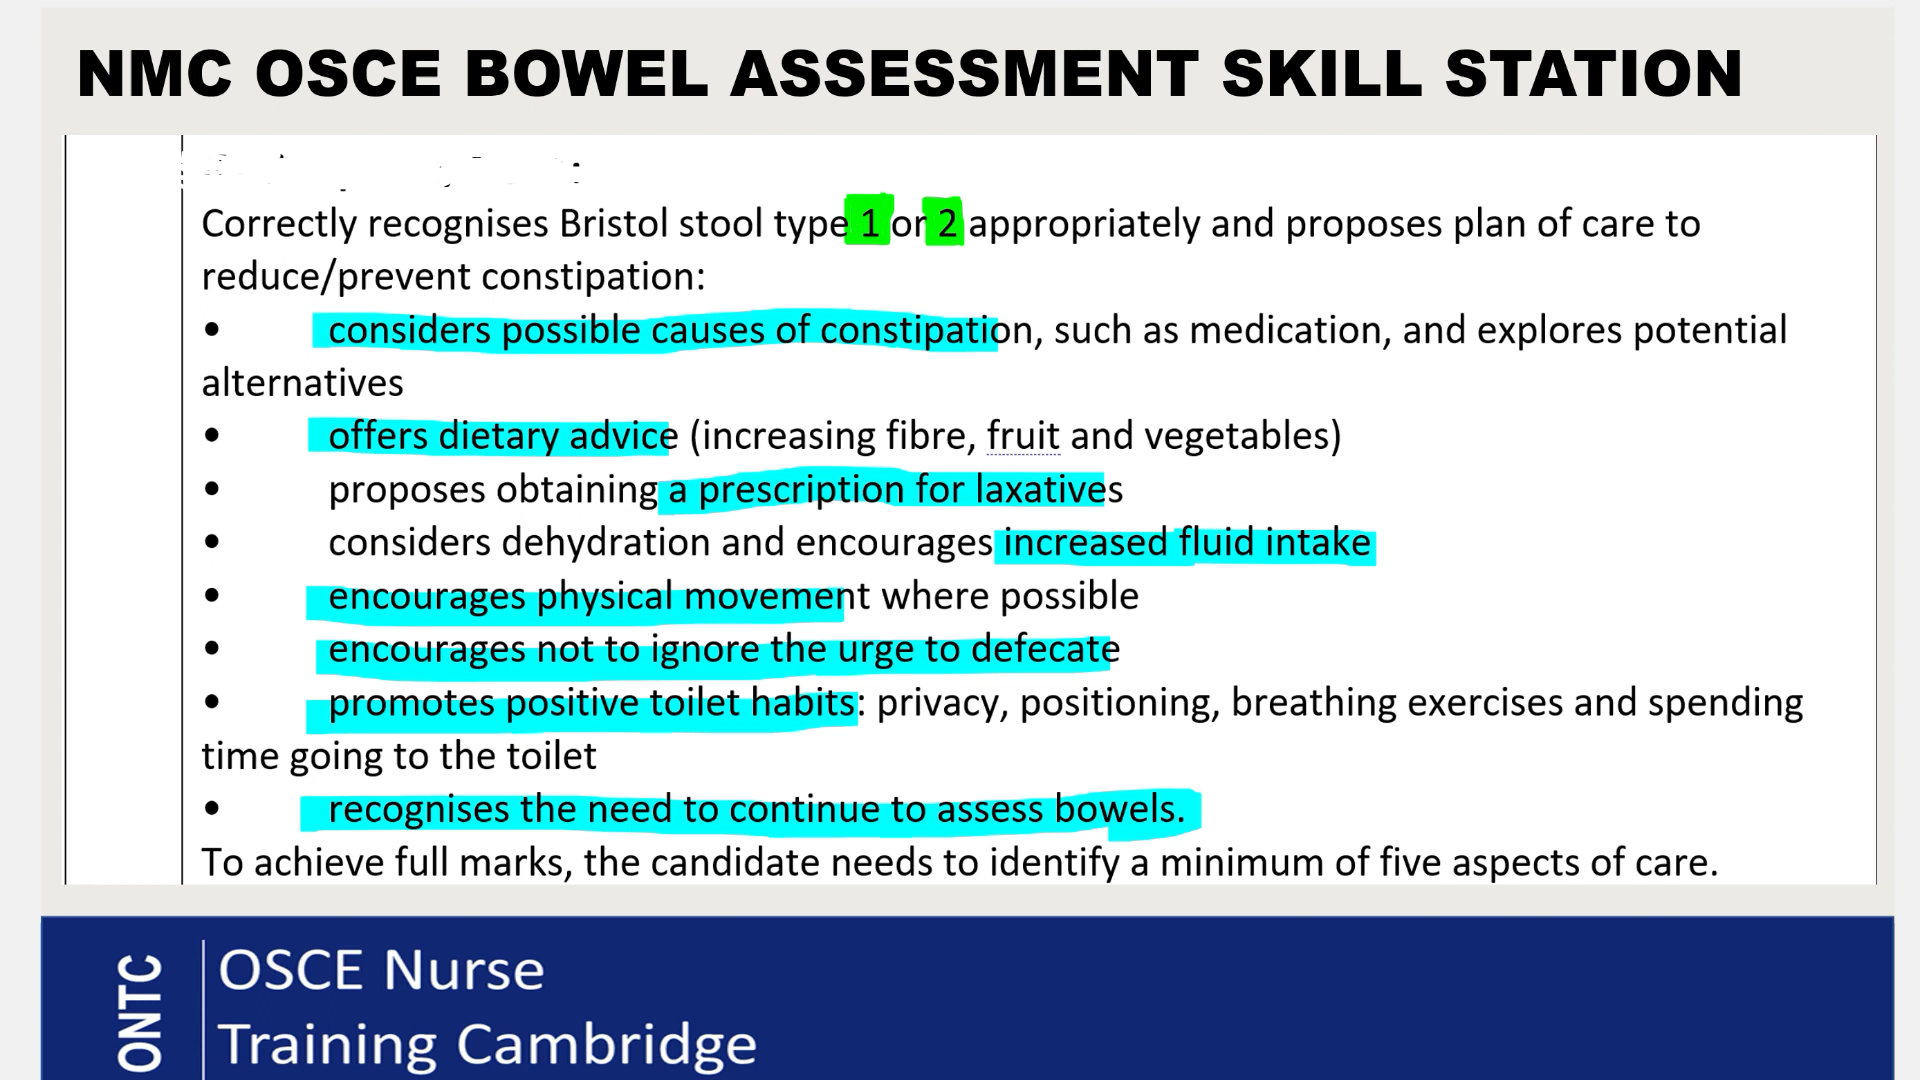 NMC OSCE BOWEL ASSESSMENT SKILL STATION
Correctly recognises Bristol stool type 1 or 2 appropriately and proposes plan of care to
reduce/prevent constipation:
• considers possible causes of constipation, such as medication, and explores potential
alternatives
• offers dietary advice (increasing fibre, fruit and vegetables)
• proposes obtaining a prescription for laxatives
• considers dehydration and encourages increased fluid intake
• encourages physical movement where possible
• encourages not to ignore the urge to defecate
• promotes positive toilet habits: privacy, positioning, breathing exercises and spending
time going to the toilet
• recognises the need to continue to assess bowels.
To achieve full marks, the candidate needs to identify a minimum of five aspects of care.
ONTC
OSCE Nurse
Training Cambridge